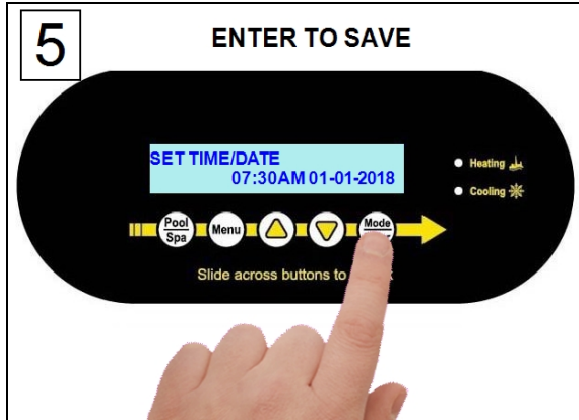 5
ENTER TO SAVE
SET TIME/DATE
07:30AM 01-01-2018
Heating
Cooling
Pool
Spa
Menu
Mode
Slide across buttons to